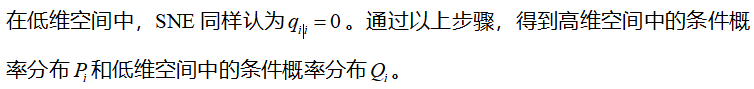 在低维空间中，SNE 同样认为 $q_{i|i} = 0$。通过以上步骤，得到高维空间中的条件概
率分布 $P_i$ 和低维空间中的条件概率分布 $Q_i$。